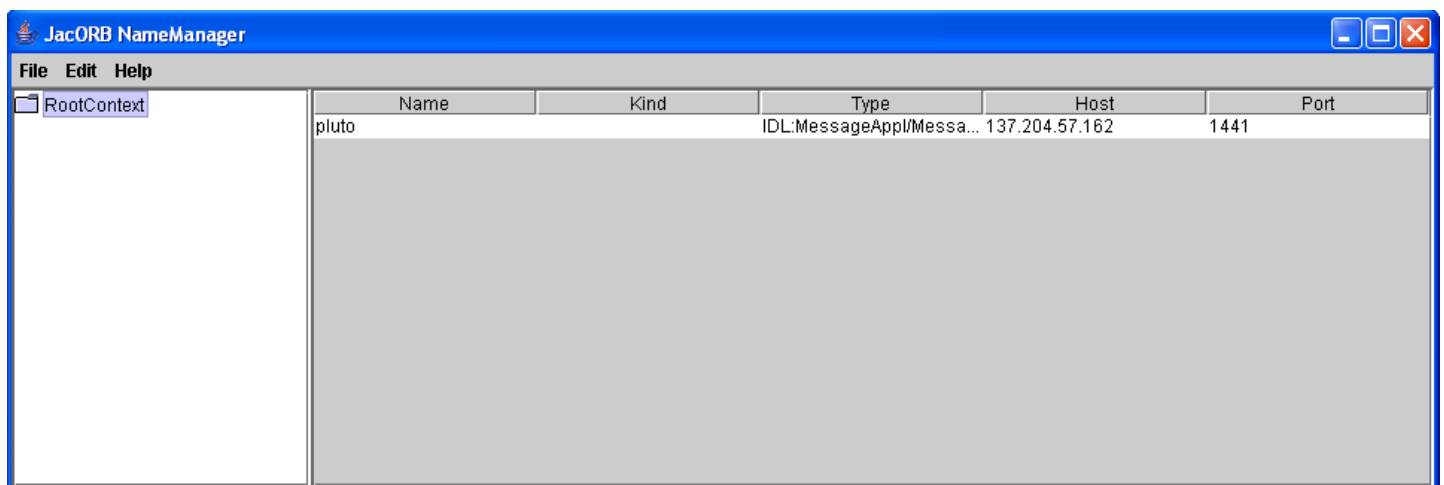 JacORB NameManager
File Edit Help
RootContext
Name Kind Type Host Port
pluto IDL:MessageAppl/Messa... 137.204.57.162 1441